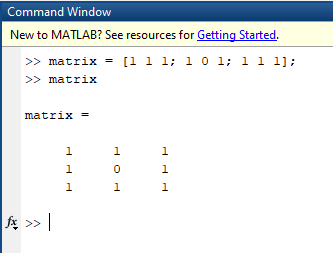 Command Window
New to MATLAB? See resources for Getting Started.
>> matrix = [1 1 1; 1 0 1; 1 1 1];
>> matrix
matrix =
1 1 1
1 0 1
1 1 1
fx >>